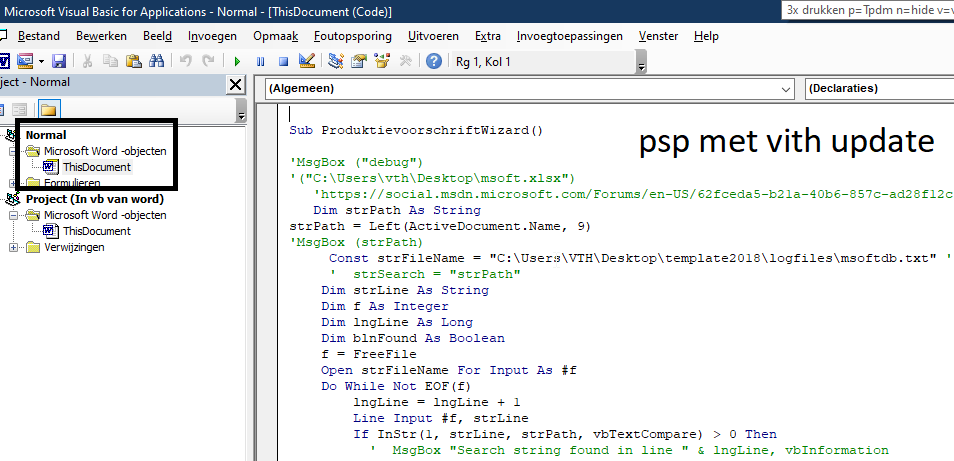 Microsoft Visual Basic for Applications - Normal - [ThisDocument (Code)]
3x drukken p=Tpdm n=hide v=
Bestand Bewerken Beeld Invoegen Opmaak Foutopsporing Uitvoeren Extra Invoegtoepassingen Venster Help
Rg 1, Kol 1
ject - Normal
(Algemeen)
(Declaraties)
Normal
Microsoft Word -objecten
ThisDocument
Formulieren
Project (In vb van word)
Microsoft Word -objecten
ThisDocument
Verwijzingen
psp met vith update
Sub ProduktievoorschriftWizard()
'MsgBox ("debug")
'("C:\Users\vth\Desktop\msoft.xlsx")
'https://social.msdn.microsoft.com/Forums/en-US/62fceda5-b21a-40b6-857c-ad28f12c
Dim strPath As String
strPath = Left(ActiveDocument.Name, 9)
'MsgBox (strPath)
Const strFileName = "C:\Users\VTH\Desktop\template2018\logfiles\msoftdb.txt" '
' strSearch = "strPath"
Dim strLine As String
Dim f As Integer
Dim lngLine As Long
Dim blnFound As Boolean
f = FreeFile
Open strFileName For Input As #f
Do While Not EOF(f)
lngLine = lngLine + 1
Line Input #f, strLine
If InStr(1, strLine, strPath, vbTextCompare) > 0 Then
' MsgBox "Search string found in line " & lngLine, vbInformation